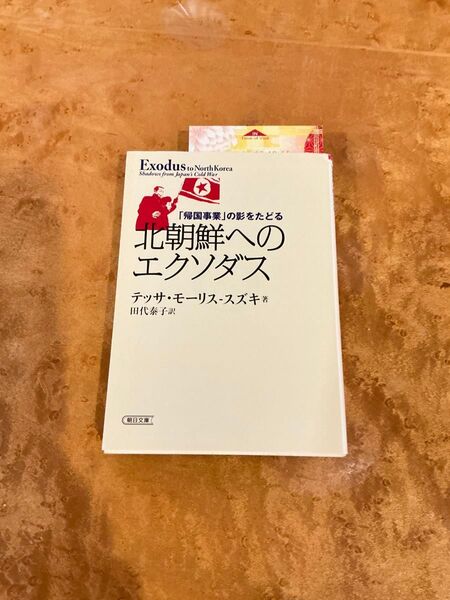 Exodus to North Korea
Shadows from Japan's Cold War
「帰国事業」の影をたどる
北朝鮮への
エクソダス
テッサ・モーリス-スズキ 著
田代泰子 訳
朝日文庫
IN